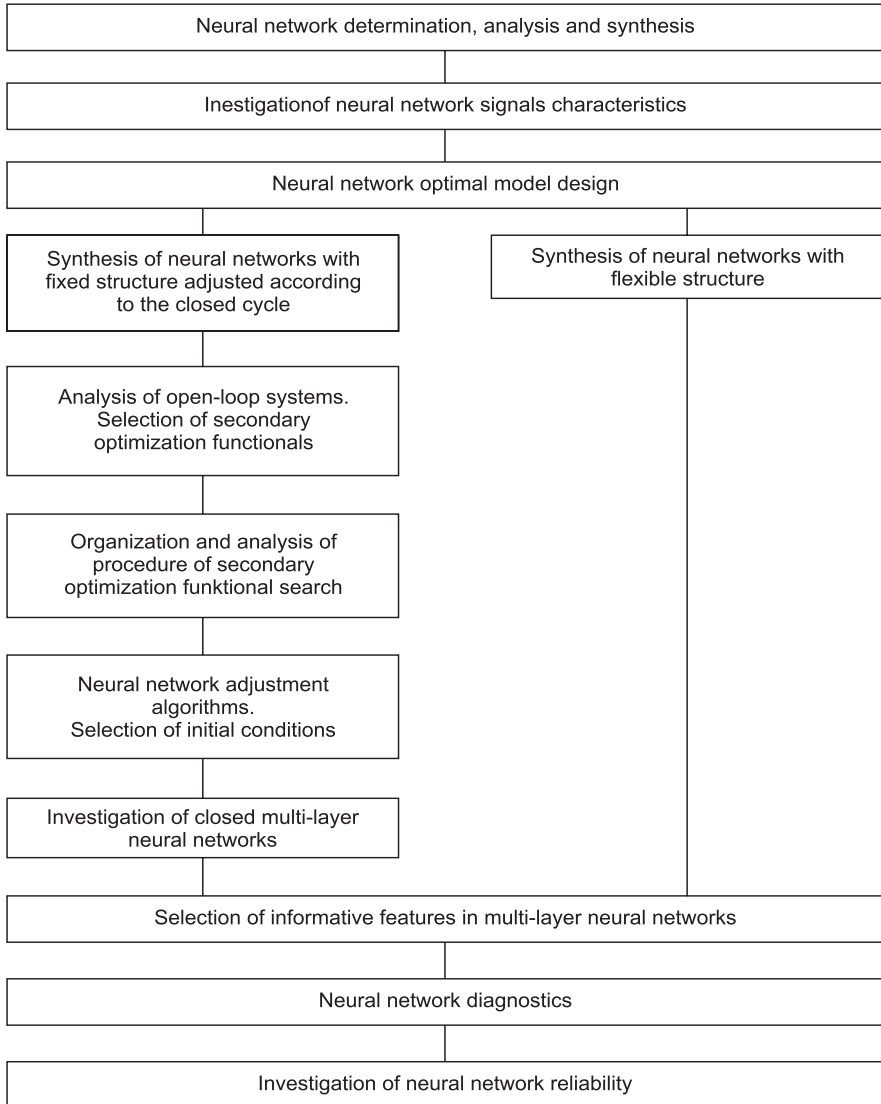 Neural network determination, analysis and synthesis
Inestigationof neural network signals characteristics
Neural network optimal model design
Synthesis of neural networks with
fixed structure adjusted according
to the closed cycle
Synthesis of neural networks with
flexible structure
Analysis of open-loop systems.
Selection of secondary
optimization functionals
Organization and analysis of
procedure of secondary
optimization funktional search
Neural network adjustment
algorithms.
Selection of initial conditions
Investigation of closed multi-layer
neural networks
Selection of informative features in multi-layer neural networks
Neural network diagnostics
Investigation of neural network reliability